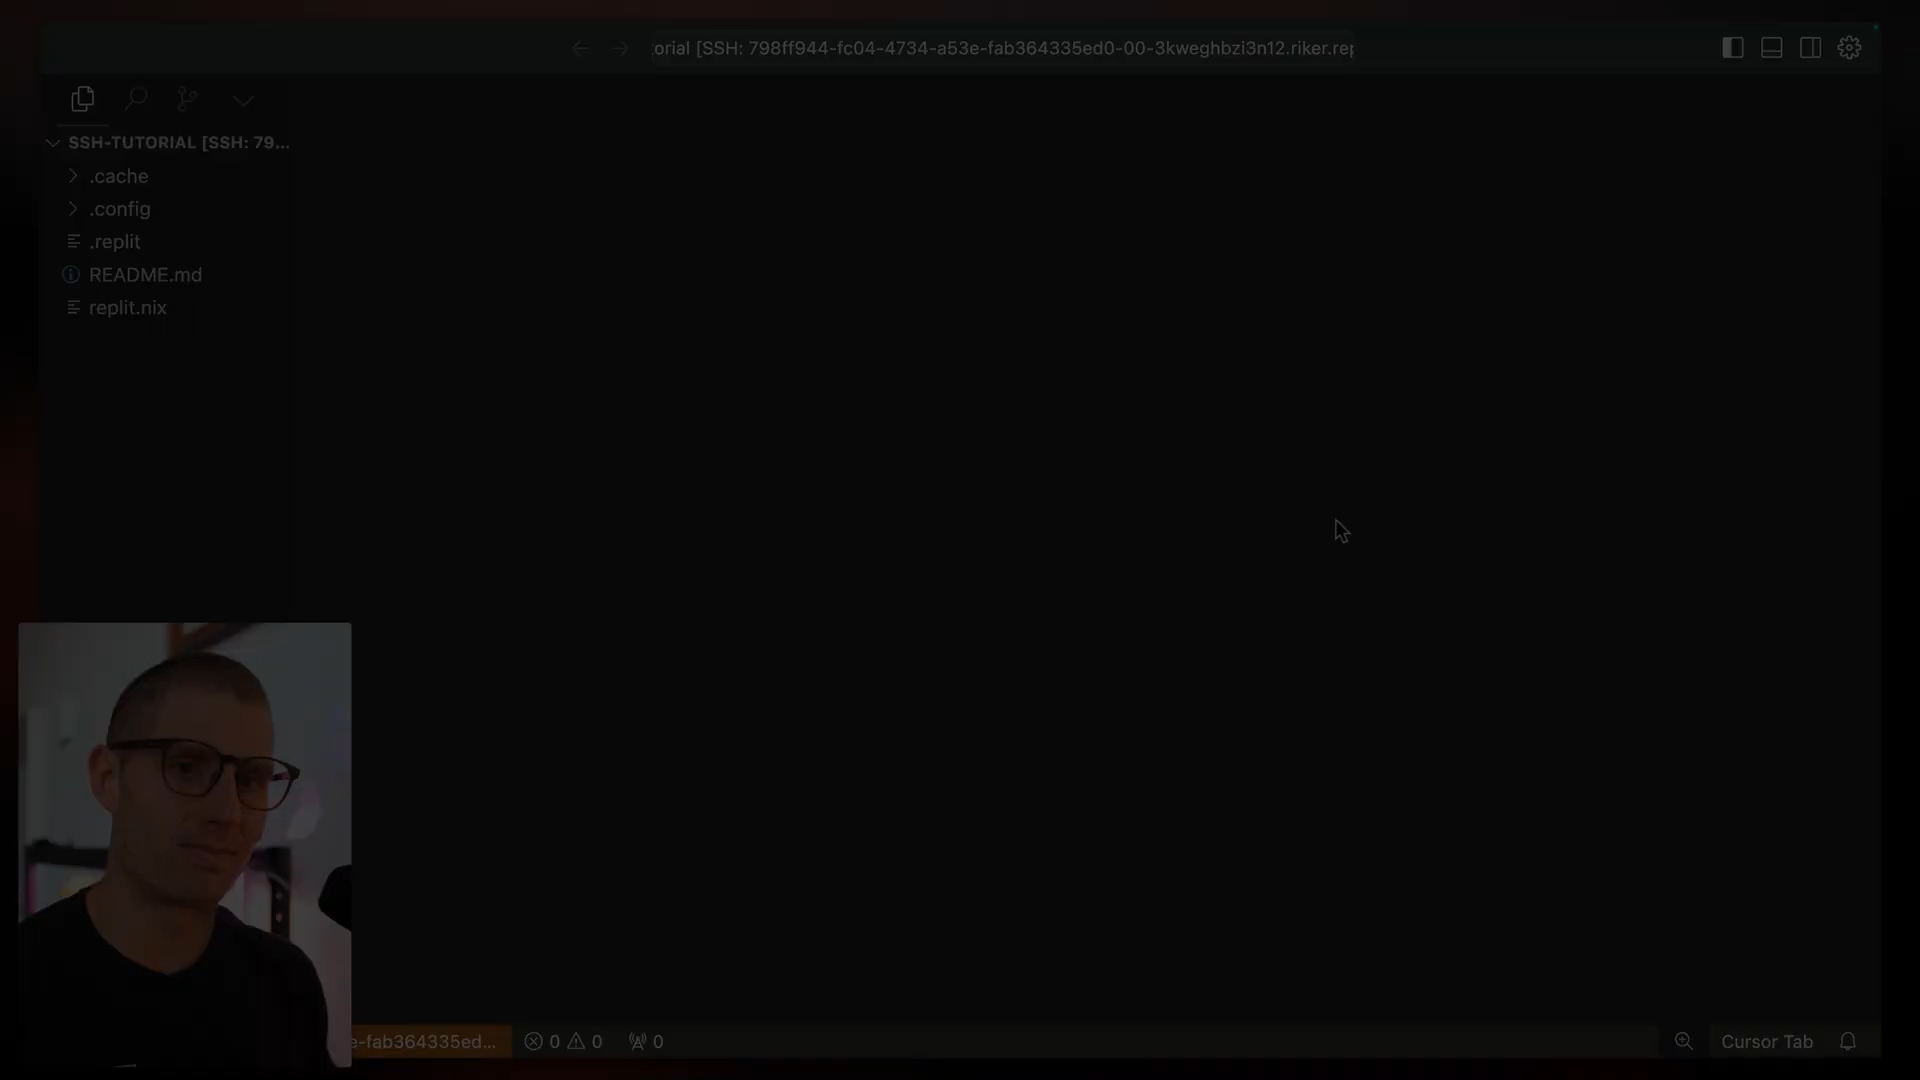 orial [SSH: 798ff944-fc04-4734-a53e-fab364335ed0-00-3kweghbzi3n12.riker.rep
SSH-TUTORIAL [SSH: 79...
.cache
.config
.replit
README.md
replit.nix
e-fab364335ed...
0
0
0
Cursor Tab